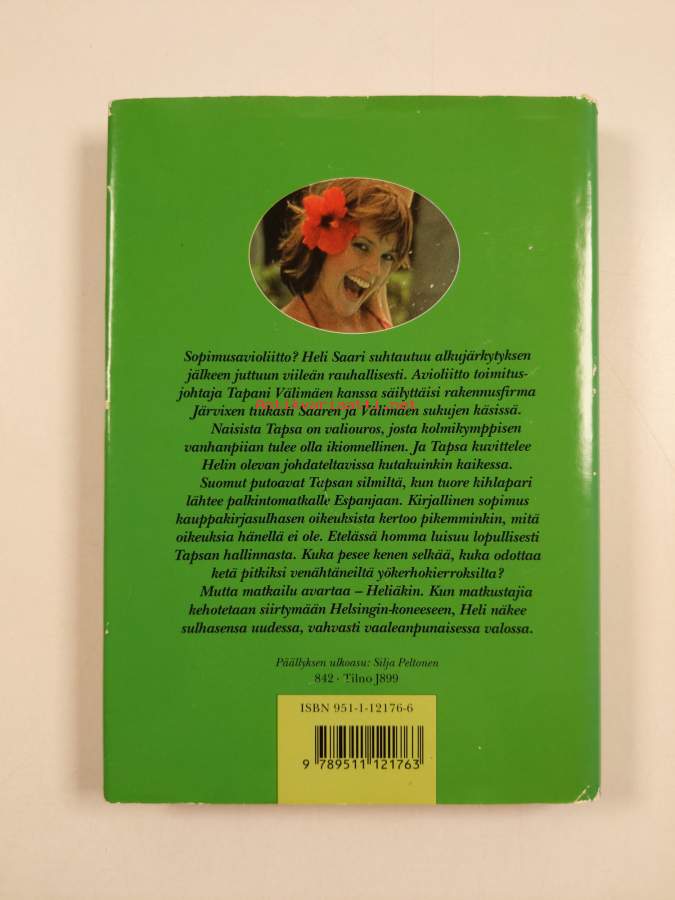 Sopimusavioliitto? Heli Saari suhtautuu alkujärkytyksen
jälkeen juttuun viileän rauhallisesti. Avioliitto toimitus-
johtaja Tapani Välimäen kanssa säilyttäisi rakennusfirma
Antikvariaatti.net
Järvixen tiukasti Saaren ja Välimäen sukujen käsissä.
Naisista Tapsa on valiouros, josta kolmikymppisen
vanhanpiian tulee olla ikionnellinen. Ja Tapsa kuvittelee
Helin olevan johdateltavissa kutakuinkin kaikessa.
Suomut putoavat Tapsan silmiltä, kun tuore kihlapari
lähtee palkintomatkalle Espanjaan. Kirjallinen sopimus
kauppakirjasulhasen oikeuksista kertoo pikemminkin, mitä
oikeuksia hänellä ei ole. Etelässä homma luisuu lopullisesti
Tapsan hallinnasta. Kuka pesee kenen selkää, kuka odottaa
ketä pitkiksi venähtäneiltä yökerhokierroksilta?
Mutta matkailu avartaa – Heliäkin. Kun matkustajia
kehotetaan siirtymään Helsingin-koneeseen, Heli näkee
sulhasensa uudessa, vahvasti vaaleanpunaisessa valossa.
Päällyksen ulkoasu: Silja Peltonen
842 · Tilno J899
ISBN 951-1-12176-6
9 789511 121763